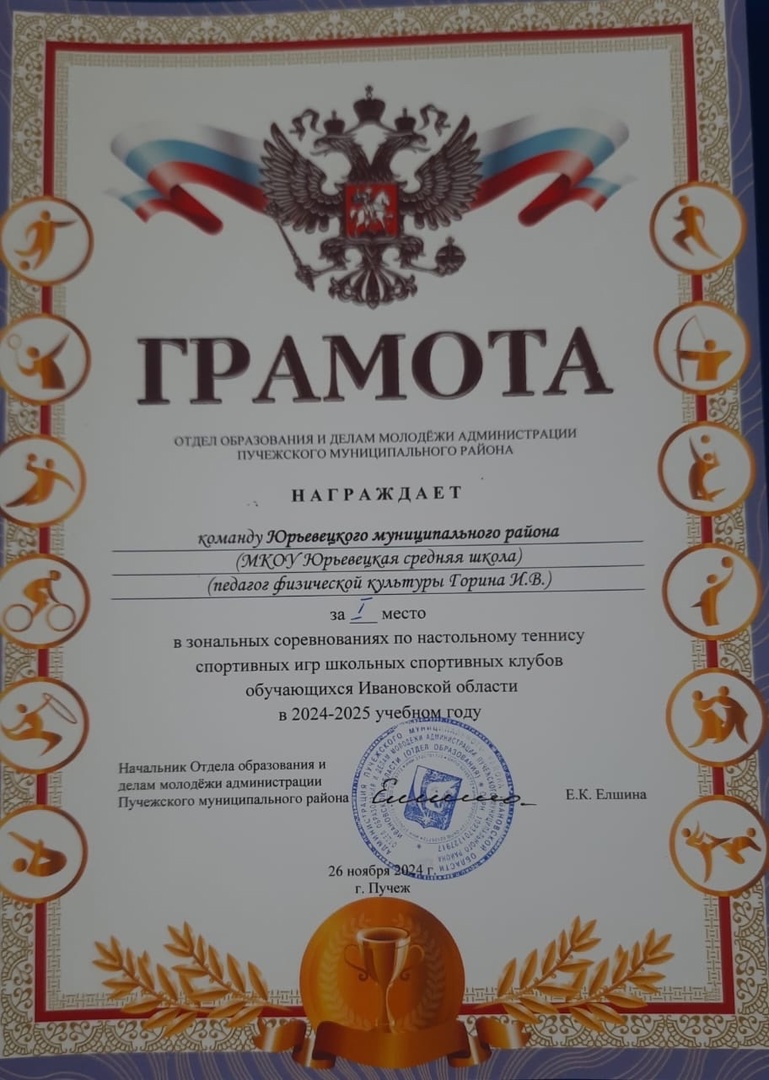 ГРАМОТА
ОТДЕЛ ОБРАЗОВАНИЯ И ДЕЛАМ МОЛОДЁЖИ АДМИНИСТРАЦИИ
ПУЧЕЖСКОГО МУНИЦИПАЛЬНОГО РАЙОНА
НАГРАЖДАЕТ
команду Юрьевецкого муниципального района
(МКОУ Юрьевецкая средняя школа)
(педагог физической культуры Горина И.В.)
за I место
в зональных соревнованиях по настольному теннису
спортивных игр школьных спортивных клубов
обучающихся Ивановской области
в 2024-2025 учебном году
Начальник Отдела образования и
делам молодёжи администрации
Пучежского муниципального района Е.К. Елшина
26 ноября 2024 г.
г. Пучеж